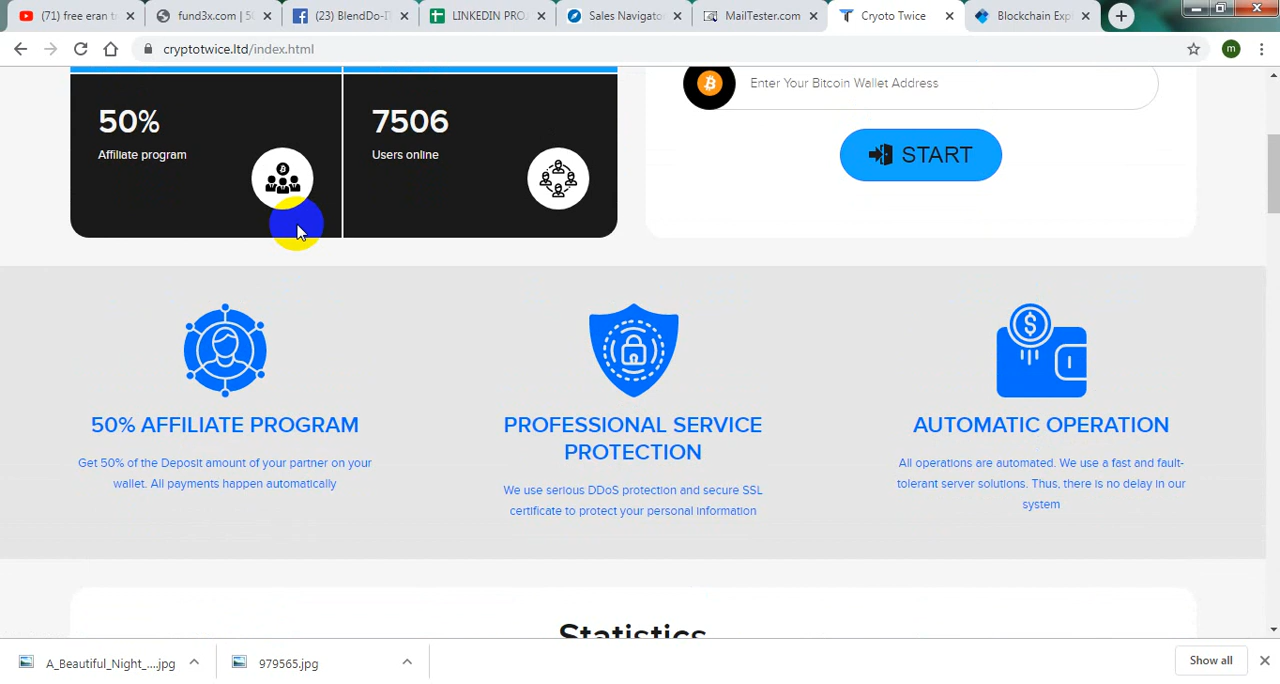 (71) free eran t
fund3x.com | 5
(23) BlendDo-I
LINKEDIN PRO
Sales Navigato
MailTester.com
Cryoto Twice
Blockchain Exp
cryptotwice.ltd/index.html
m
50%
Affiliate program
7506
Users online
Enter Your Bitcoin Wallet Address
START
50% AFFILIATE PROGRAM
Get 50% of the Deposit amount of your partner on your
wallet. All payments happen automatically
PROFESSIONAL SERVICE
PROTECTION
We use serious DDoS protection and secure SSL
certificate to protect your personal information
AUTOMATIC OPERATION
All operations are automated. We use a fast and fault-
tolerant server solutions. Thus, there is no delay in our
system
Statistics
A_Beautiful_Night_....jpg
979565.jpg
Show all